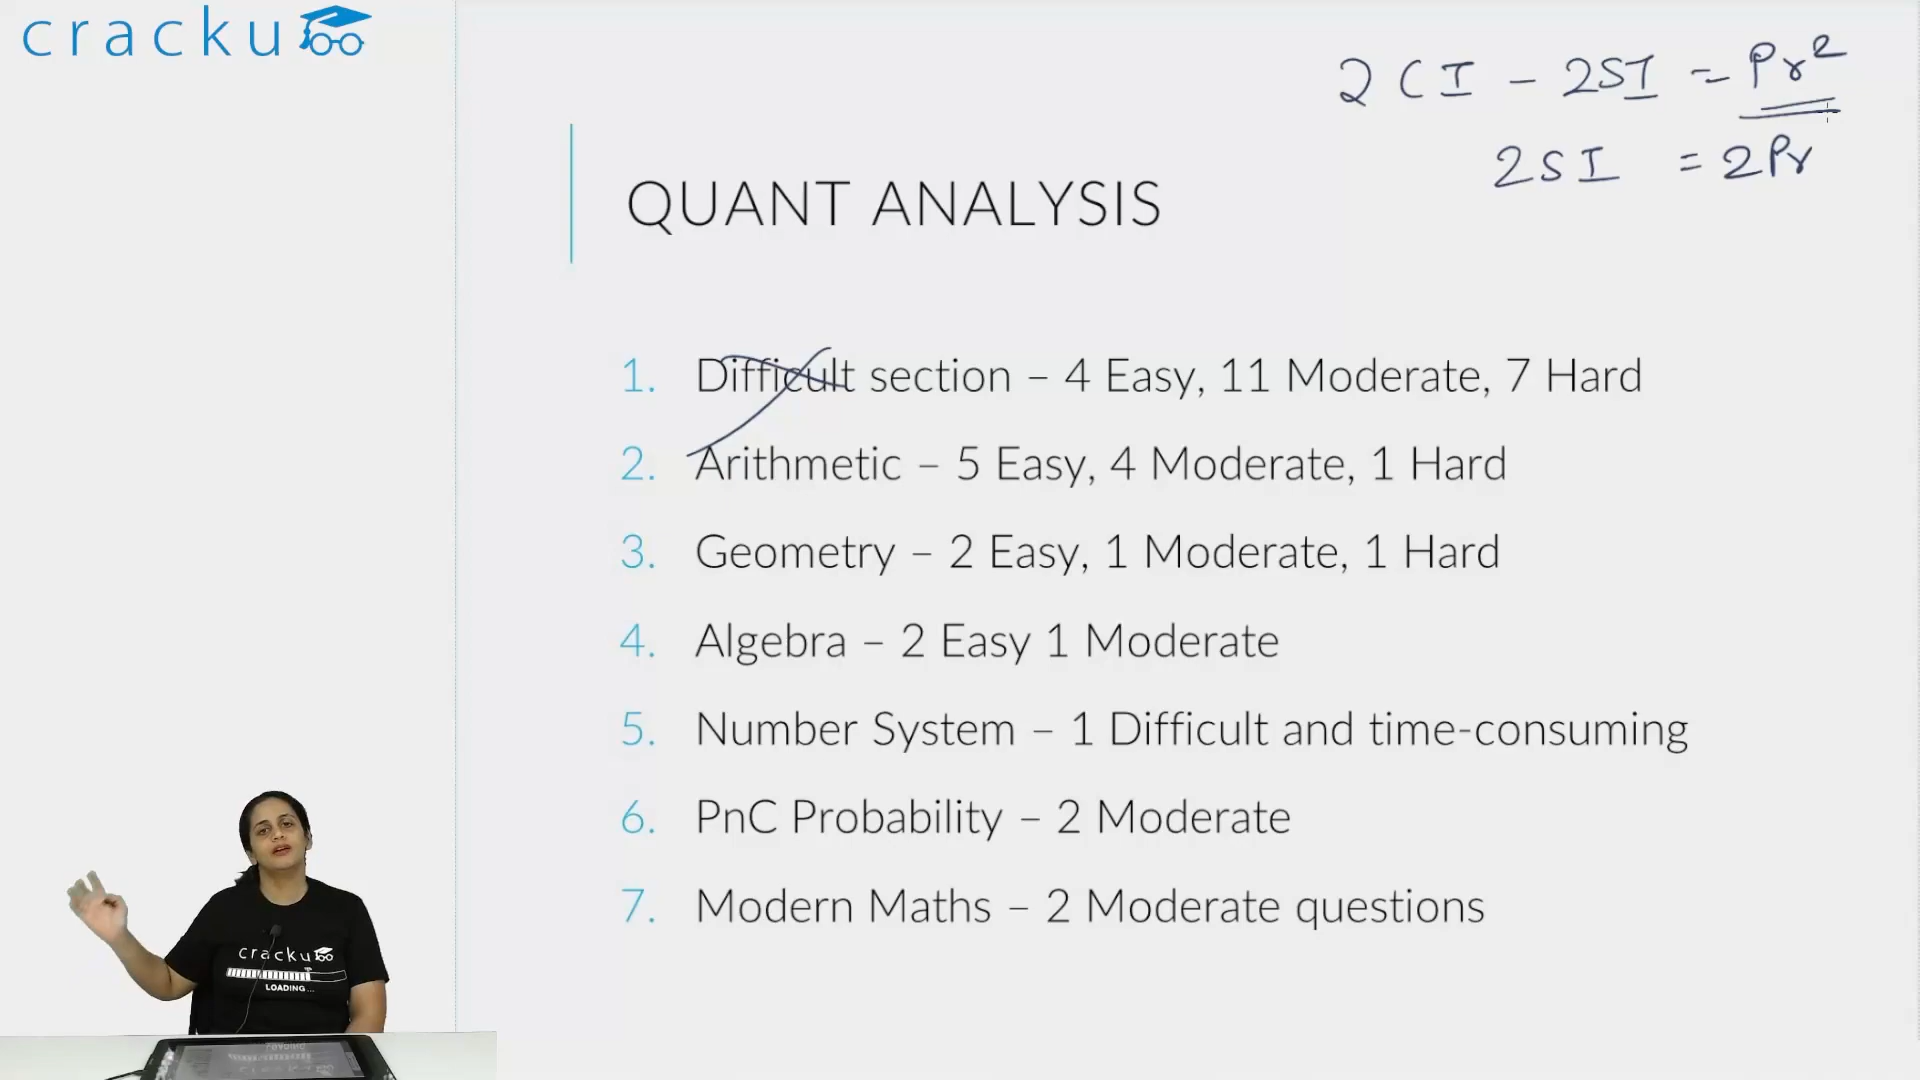 cracku
2 CI - 2SI = Pr²
2SI = 2Pr
QUANT ANALYSIS
1. Difficult section – 4 Easy, 11 Moderate, 7 Hard
2. Arithmetic – 5 Easy, 4 Moderate, 1 Hard
3. Geometry – 2 Easy, 1 Moderate, 1 Hard
4. Algebra – 2 Easy 1 Moderate
5. Number System – 1 Difficult and time-consuming
6. PnC Probability – 2 Moderate
7. Modern Maths – 2 Moderate questions
cracku
LOADING...